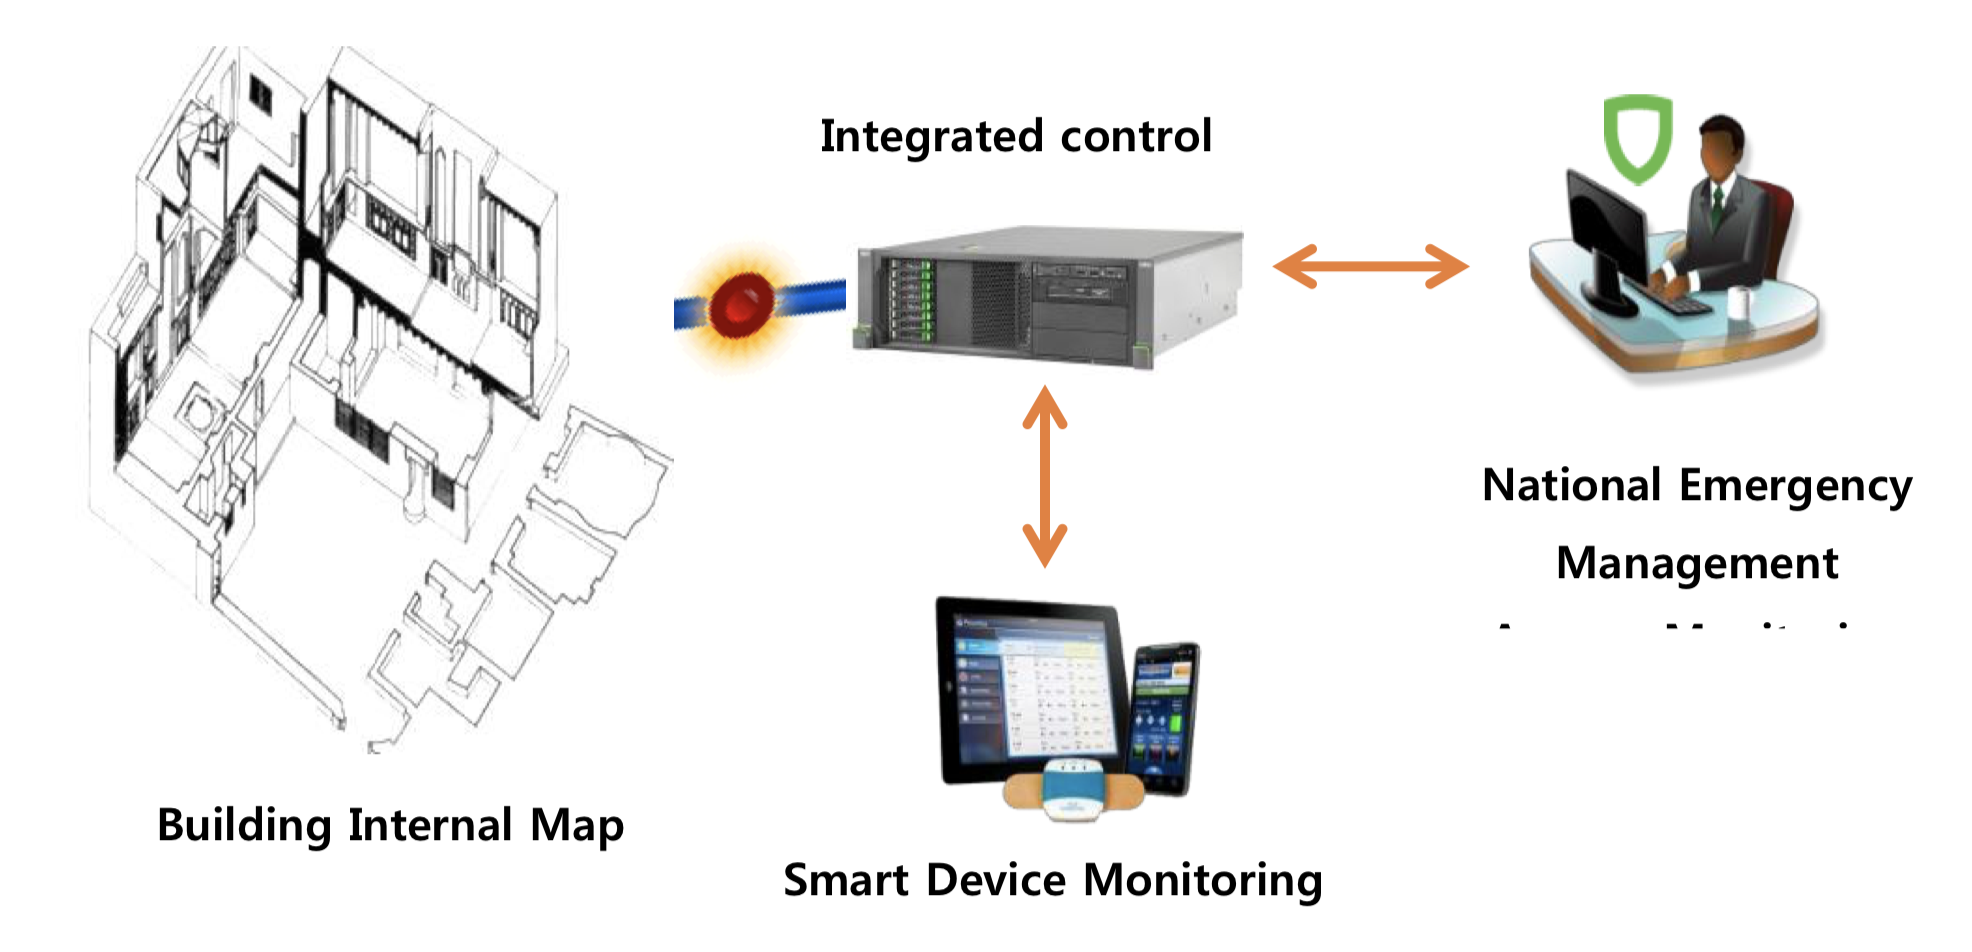 Integrated control
National Emergency
Management
Building Internal Map
Smart Device Monitoring